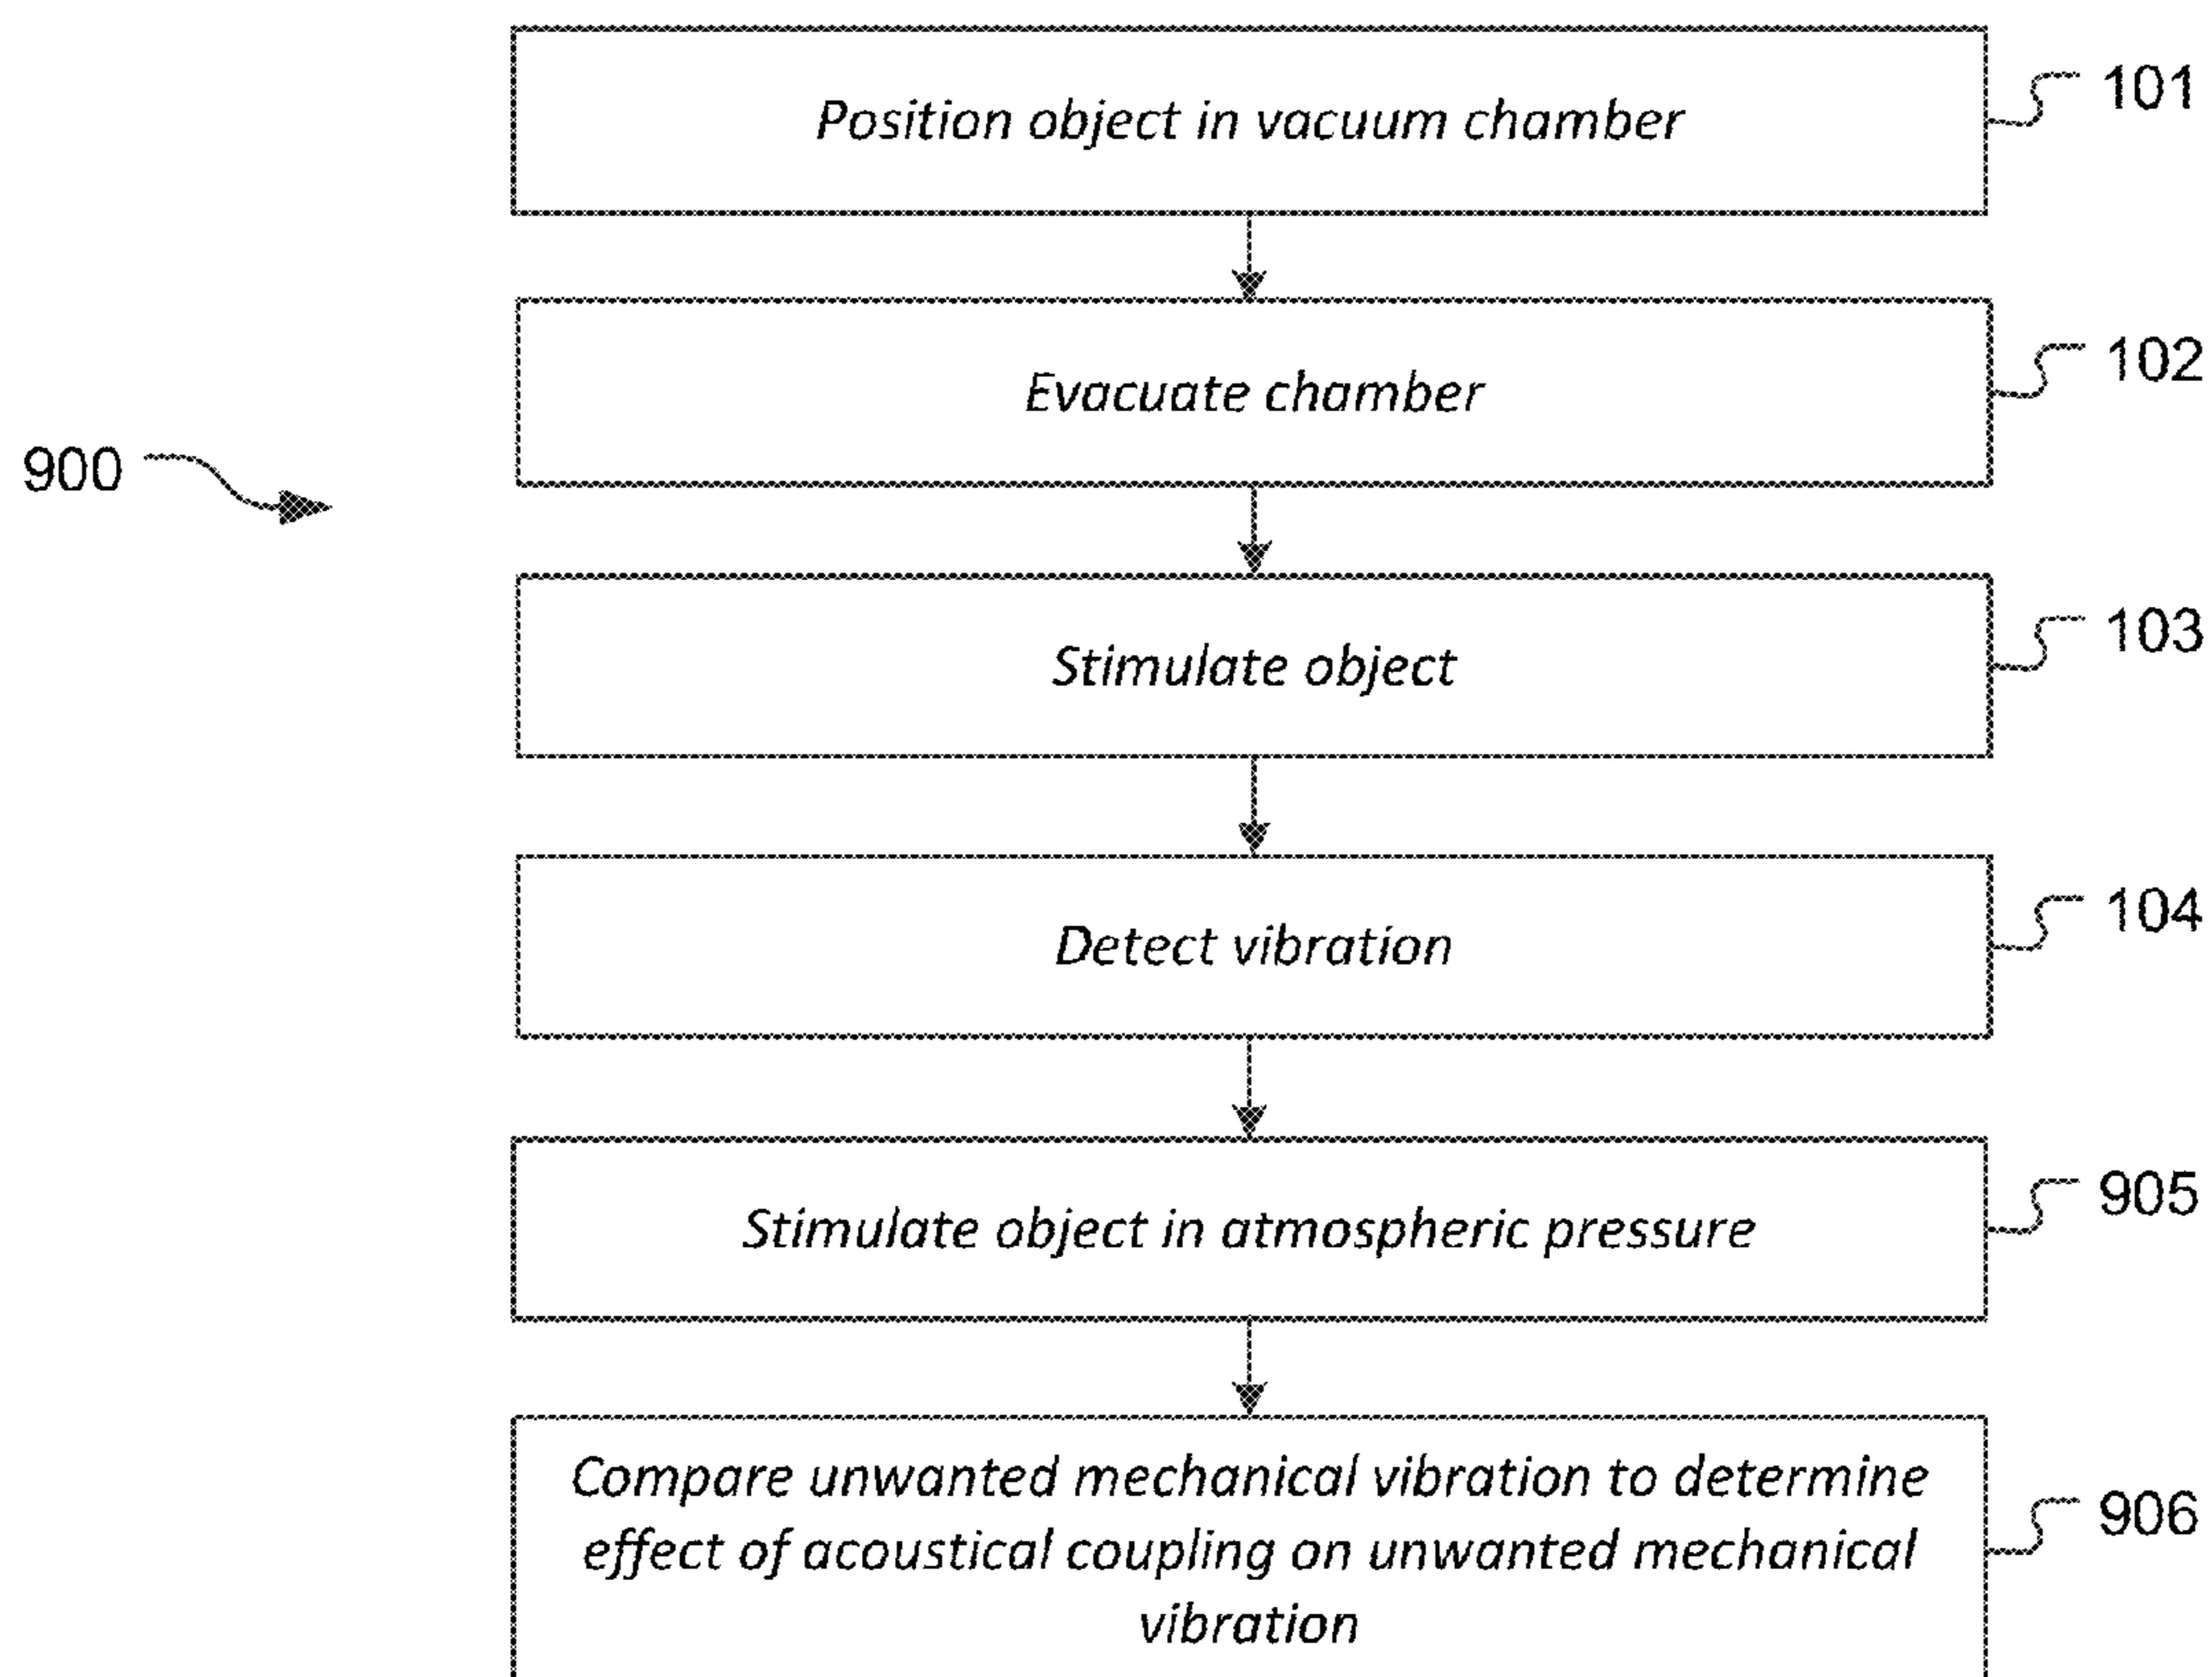 Position object in vacuum chamber
101
Evacuate chamber
102
900
Stimulate object
103
Detect vibration
104
Stimulate object in atmospheric pressure
905
Compare unwanted mechanical vibration to determine
effect of acoustical coupling on unwanted mechanical
vibration
906